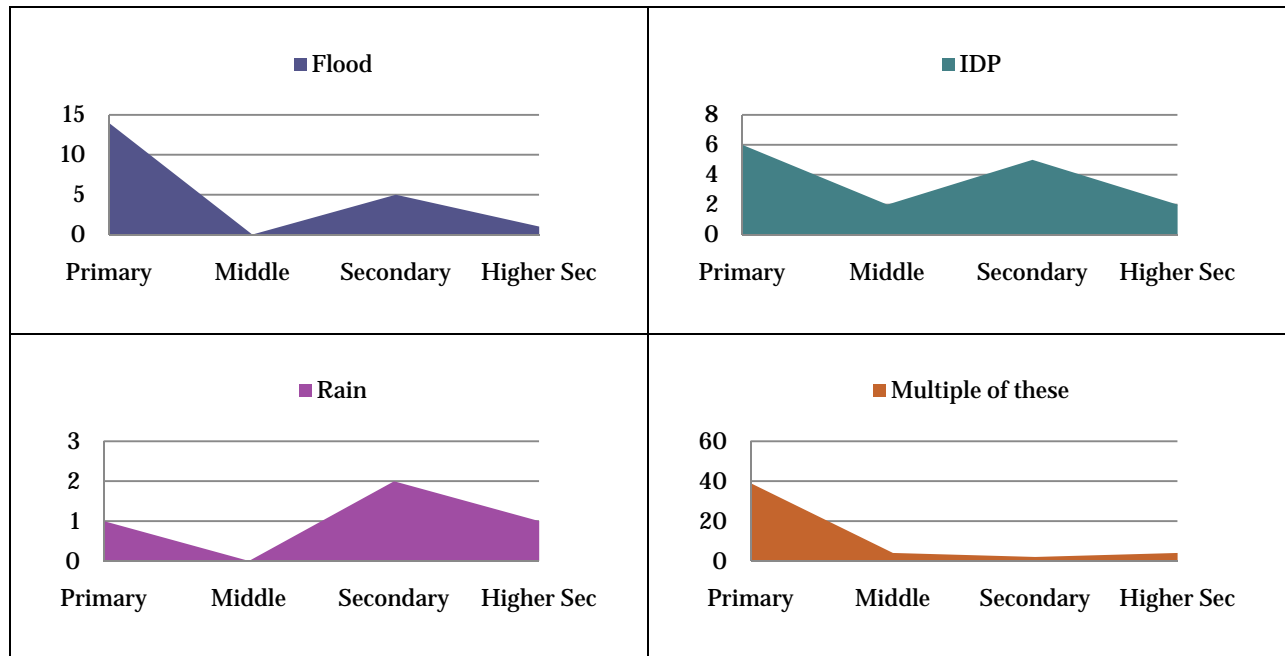 Flood
15
10
5
0
Primary Middle Secondary Higher Sec
IDP
8
6
4
2
0
Primary Middle Secondary Higher Sec
Rain
3
2
1
0
Primary Middle Secondary Higher Sec
Multiple of these
60
40
20
0
Primary Middle Secondary Higher Sec